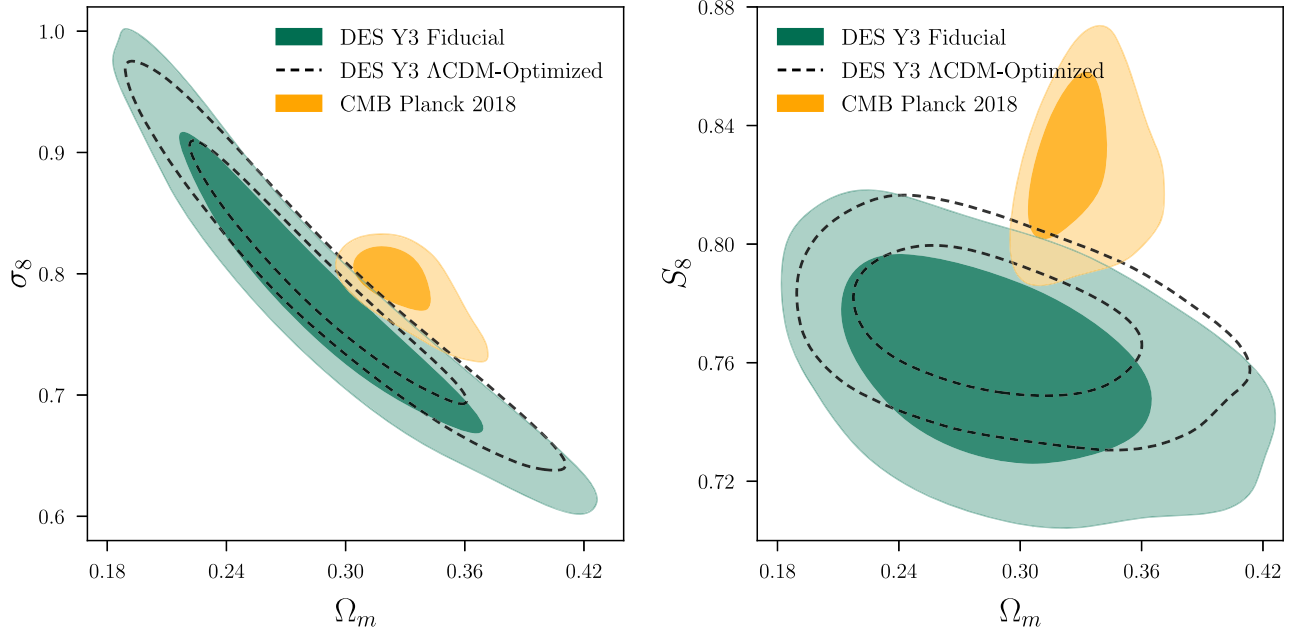 DES Y3 Fiducial
DES Y3 ΛCDM-Optimized
CMB Planck 2018
1.0
0.9
0.8
0.7
0.6
σ8
0.18
0.24
0.30
0.36
0.42
Ωm
DES Y3 Fiducial
DES Y3 ΛCDM-Optimized
CMB Planck 2018
0.88
0.84
0.80
0.76
0.72
S8
0.18
0.24
0.30
0.36
0.42
Ωm